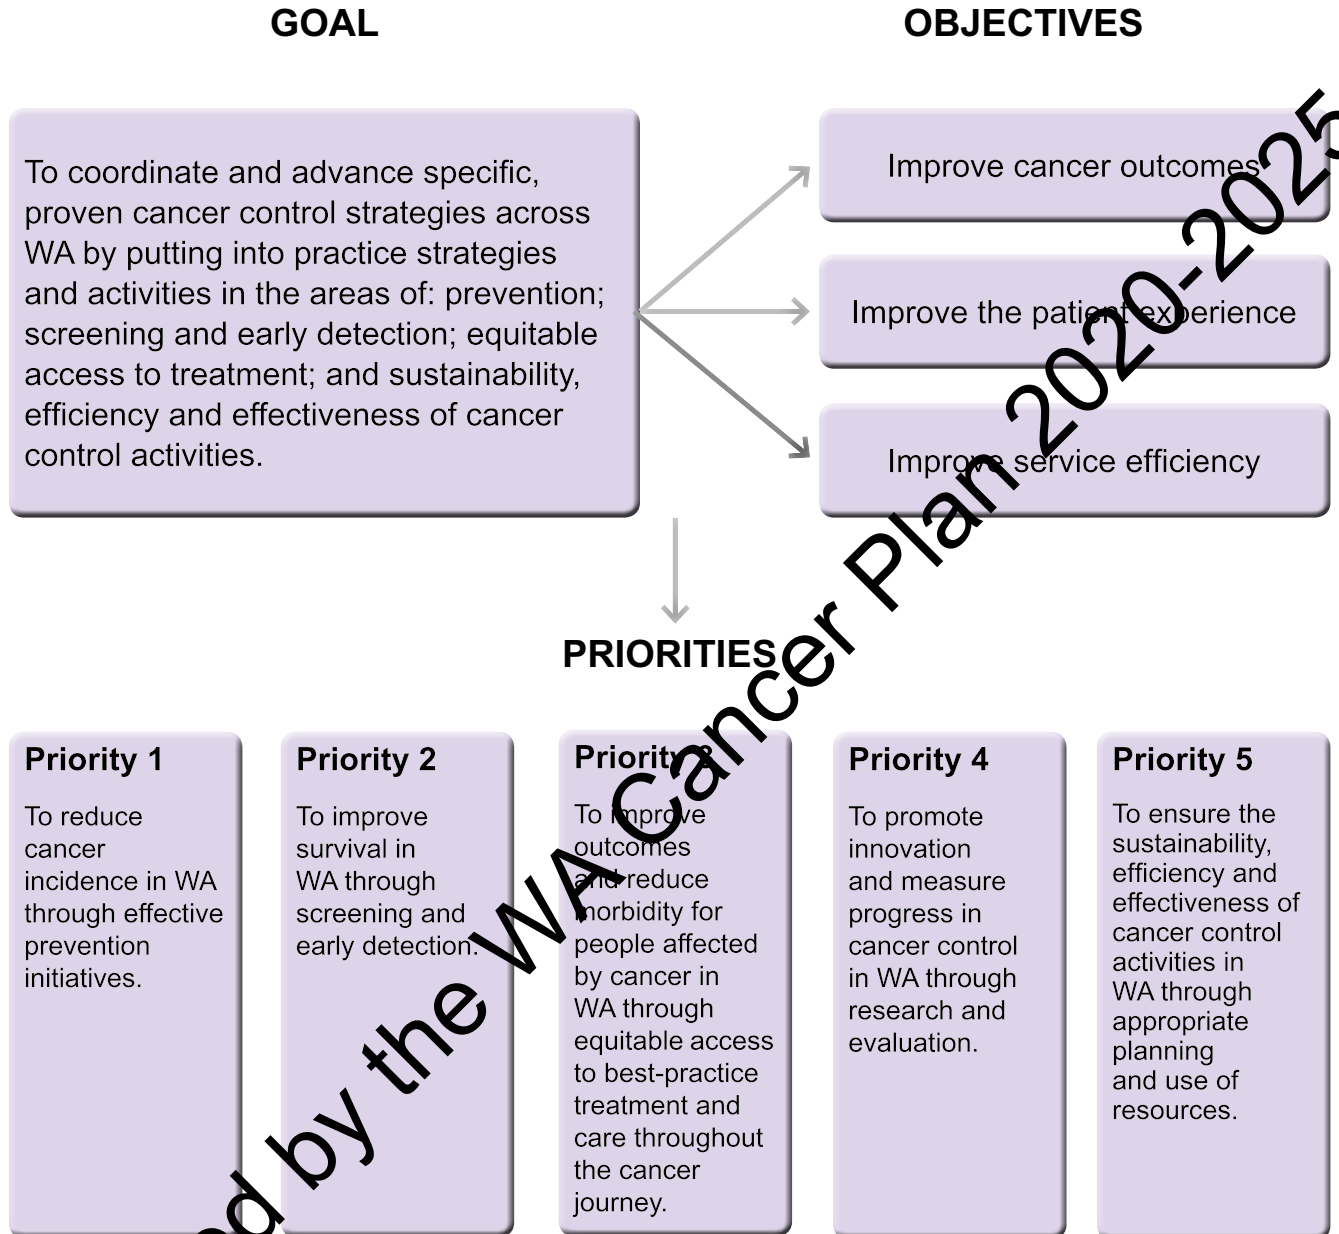 GOAL
OBJECTIVES
To coordinate and advance specific,
proven cancer control strategies across
WA by putting into practice strategies
and activities in the areas of: prevention;
screening and early detection; equitable
access to treatment; and sustainability,
efficiency and effectiveness of cancer
control activities.
Improve cancer outcomes
Improve the patient experience
Improve service efficiency
PRIORITIES
Priority 1
To reduce
cancer
incidence in WA
through effective
prevention
initiatives.
Priority 2
To improve
survival in
WA through
screening and
early detection.
Priority 3
To improve
outcomes
and reduce
morbidity for
people affected
by cancer in
WA through
equitable access
to best-practice
treatment and
care throughout
the cancer
journey.
Priority 4
To promote
innovation
and measure
progress in
cancer control
in WA through
research and
evaluation.
Priority 5
To ensure the
sustainability,
efficiency and
effectiveness of
cancer control
activities in
WA through
appropriate
planning
and use of
resources.
by the WA Cancer Plan 2020-2025